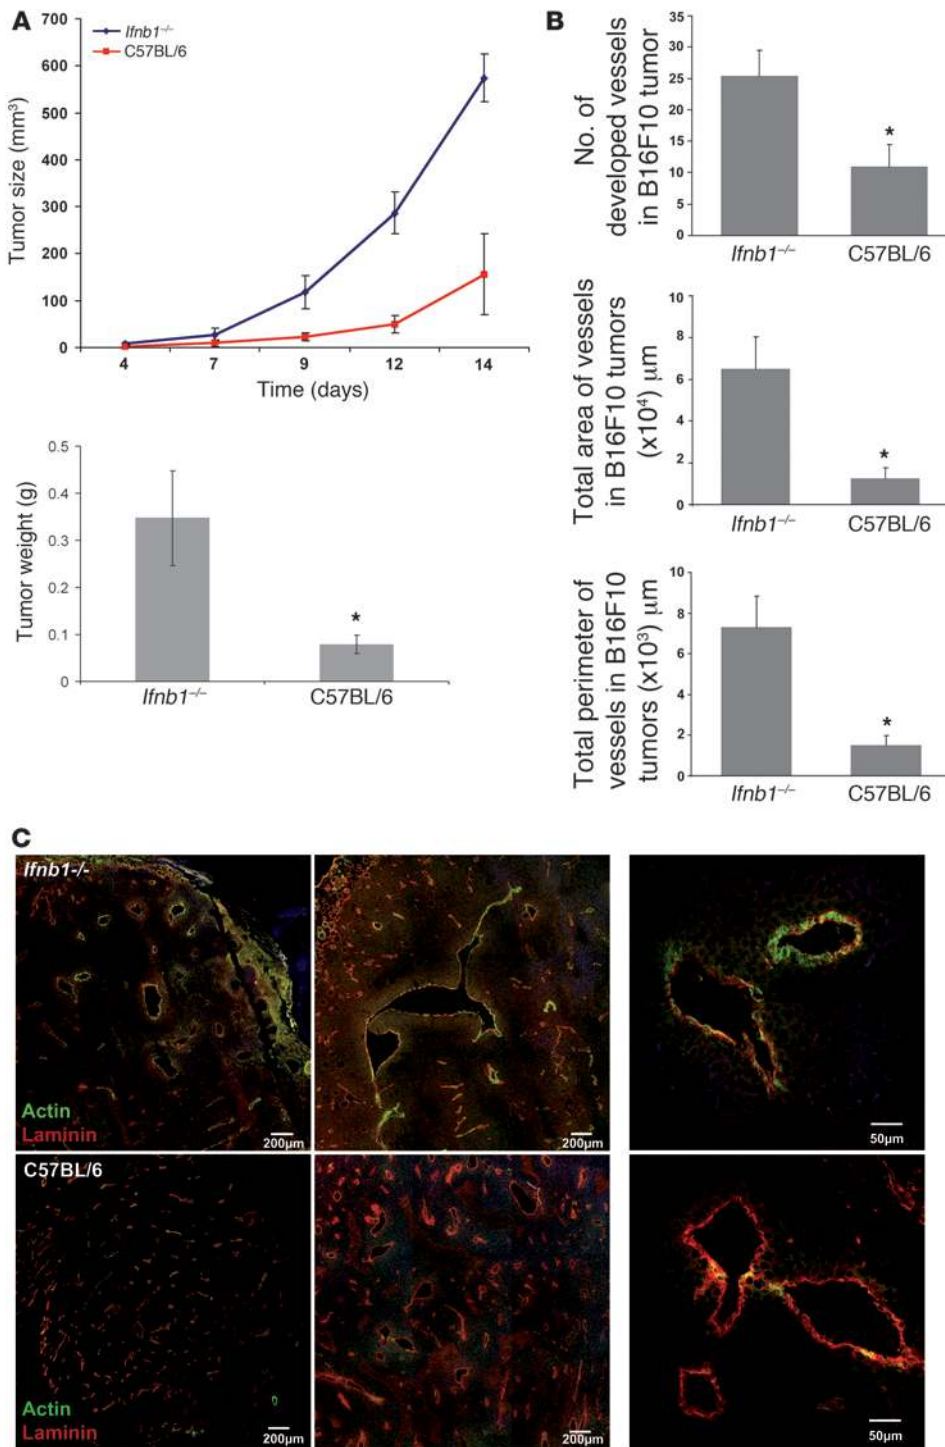 A
700
600
500
400
300
200
100
0
Tumor size (mm³)
Ifnb1⁻/⁻
C57BL/6
4 7 9 12 14
Time (days)
0.5
0.4
0.3
0.2
0.1
0
Tumor weight (g)
*
Ifnb1⁻/⁻ C57BL/6
B
No. of
developed vessels
in B16F10 tumor
35
30
25
20
15
10
5
0
*
Ifnb1⁻/⁻ C57BL/6
Total area of vessels
in B16F10 tumors
(x10⁴) μm
10
8
6
4
2
0
*
Ifnb1⁻/⁻ C57BL/6
Total perimeter of
vessels in B16F10
tumors (x10³) μm
10
8
6
4
2
0
*
Ifnb1⁻/⁻ C57BL/6
C
Ifnb1-/-
Actin
Laminin
200μm
200μm
50μm
C57BL/6
Actin
Laminin
200μm
200μm
50μm